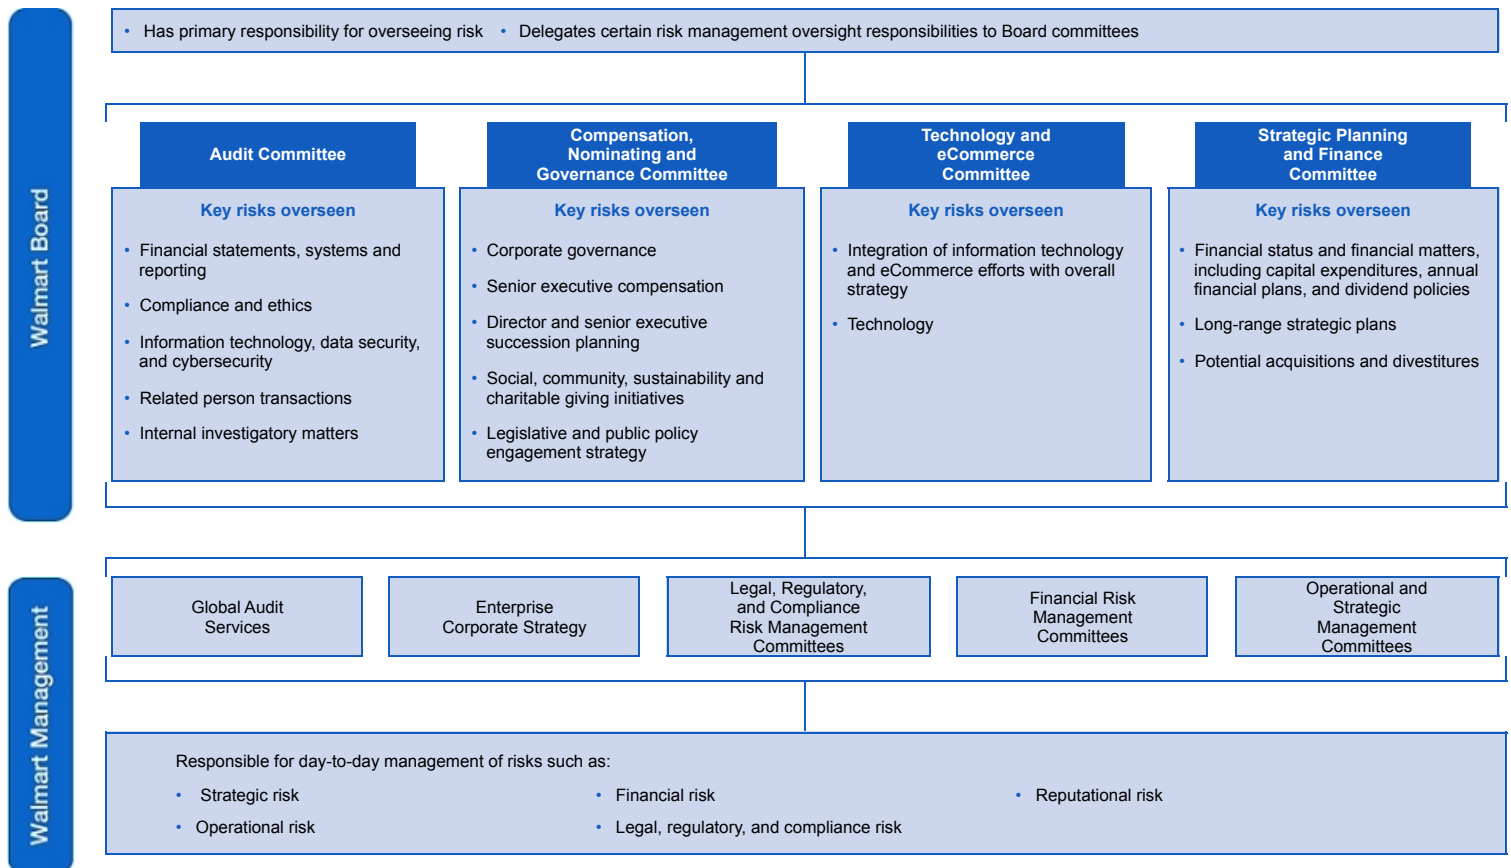 Walmart Board
• Has primary responsibility for overseeing risk • Delegates certain risk management oversight responsibilities to Board committees
Audit Committee
Key risks overseen
• Financial statements, systems and
reporting
• Compliance and ethics
• Information technology, data security,
and cybersecurity
• Related person transactions
• Internal investigatory matters
Compensation,
Nominating and
Governance Committee
Key risks overseen
• Corporate governance
• Senior executive compensation
• Director and senior executive
succession planning
• Social, community, sustainability and
charitable giving initiatives
• Legislative and public policy
engagement strategy
Technology and
eCommerce
Committee
Key risks overseen
• Integration of information technology
and eCommerce efforts with overall
strategy
• Technology
Strategic Planning
and Finance
Committee
Key risks overseen
• Financial status and financial matters,
including capital expenditures, annual
financial plans, and dividend policies
• Long-range strategic plans
• Potential acquisitions and divestitures
Walmart Management
Global Audit
Services
Enterprise
Corporate Strategy
Legal, Regulatory,
and Compliance
Risk Management
Committees
Financial Risk
Management
Committees
Operational and
Strategic
Management
Committees
Responsible for day-to-day management of risks such as:
• Strategic risk
• Operational risk
• Financial risk
• Legal, regulatory, and compliance risk
• Reputational risk